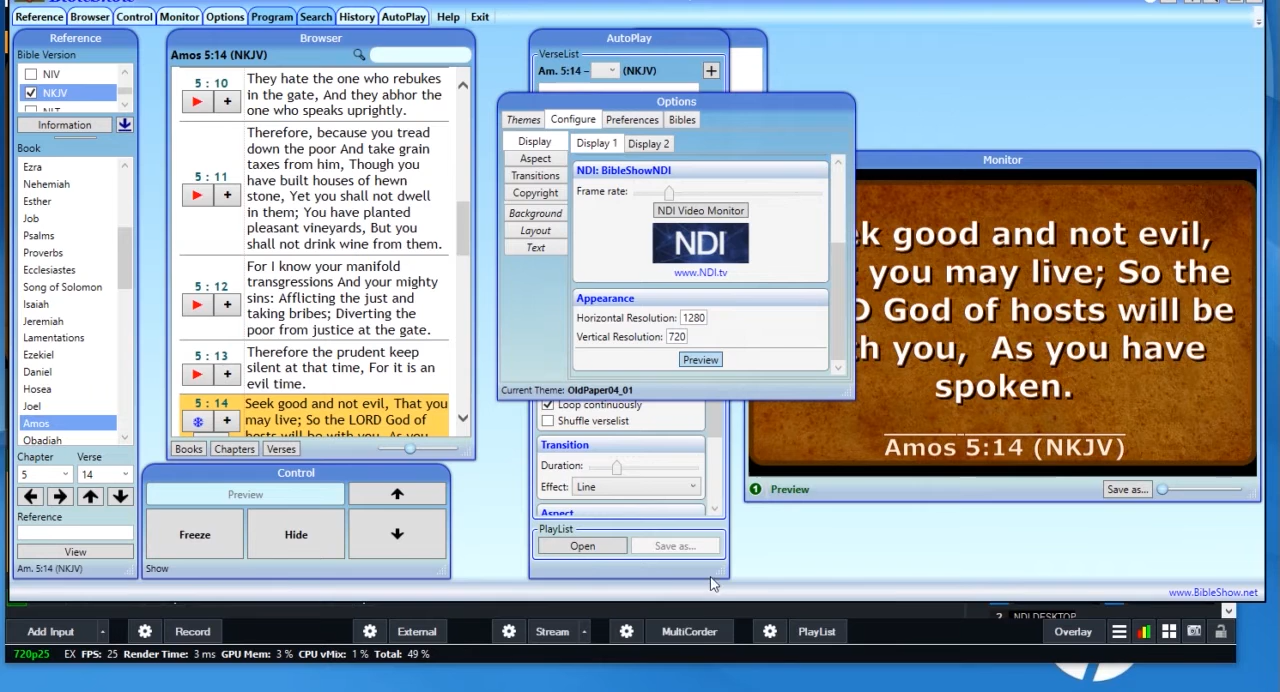 BibleShow
Reference Browser Control Monitor Options Program Search History AutoPlay Help Exit
Reference
Bible Version
NIV
NKJV
NLT
Information
Book
Ezra
Nehemiah
Esther
Job
Psalms
Proverbs
Ecclesiastes
Song of Solomon
Isaiah
Jeremiah
Lamentations
Ezekiel
Daniel
Hosea
Joel
Amos
Obadiah
Chapter Verse
5 14
Reference
View
Am. 5:14 (NKJV)
Browser
Amos 5:14 (NKJV)
5 : 10
They hate the one who rebukes
in the gate, And they abhor the
one who speaks uprightly.
5 : 11
Therefore, because you tread
down the poor And take grain
taxes from him, Though you
have built houses of hewn
stone, Yet you shall not dwell
in them; You have planted
pleasant vineyards, But you
shall not drink wine from them.
5 : 12
For I know your manifold
transgressions And your mighty
sins: Afflicting the just and
taking bribes; Diverting the
poor from justice at the gate.
5 : 13
Therefore the prudent keep
silent at that time, For it is an
evil time.
5 : 14
Seek good and not evil, That you
may live; So the LORD God of
hosts will be with you, As you
Books Chapters Verses
Control
Preview
Freeze Hide
Show
AutoPlay
VerseList
Am. 5:14 – (NKJV)
Options
Themes Configure Preferences Bibles
Display
Aspect
Transitions
Copyright
Background
Layout
Text
Display 1 Display 2
NDI: BibleShowNDI
Frame rate:
NDI Video Monitor
NDI
www.NDI.tv
Appearance
Horizontal Resolution: 1280
Vertical Resolution: 720
Preview
Current Theme: OldPaper04_01
Loop continuously
Shuffle verselist
Transition
Duration:
Effect: Line
Aspect
PlayList
Open Save as...
Monitor
ek good and not evil,
you may live; So the
D God of hosts will be
h you, As you have
spoken.
Amos 5:14 (NKJV)
1 Preview
Save as...
www.BibleShow.net
2 NDI DESKTOP
Add Input Record External Stream MultiCorder PlayList Overlay
720p25 EX FPS: 25 Render Time: 3 ms GPU Mem: 3 % CPU vMix: 1 % Total: 49 %